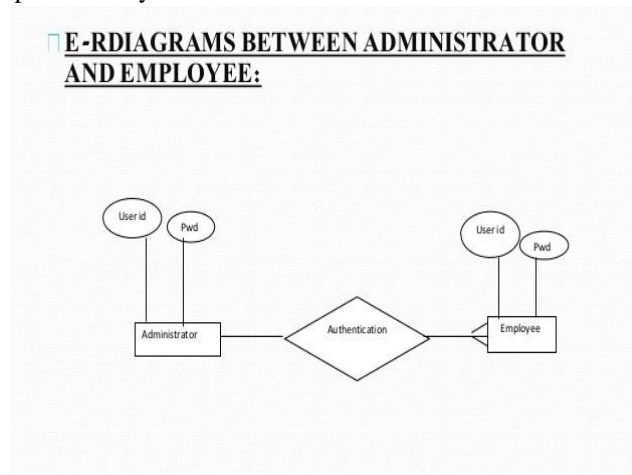 E-RDIAGRAMS BETWEEN ADMINISTRATOR
AND EMPLOYEE:
User id
Pwd
User id
Pwd
Administrator
Authentication
Employee